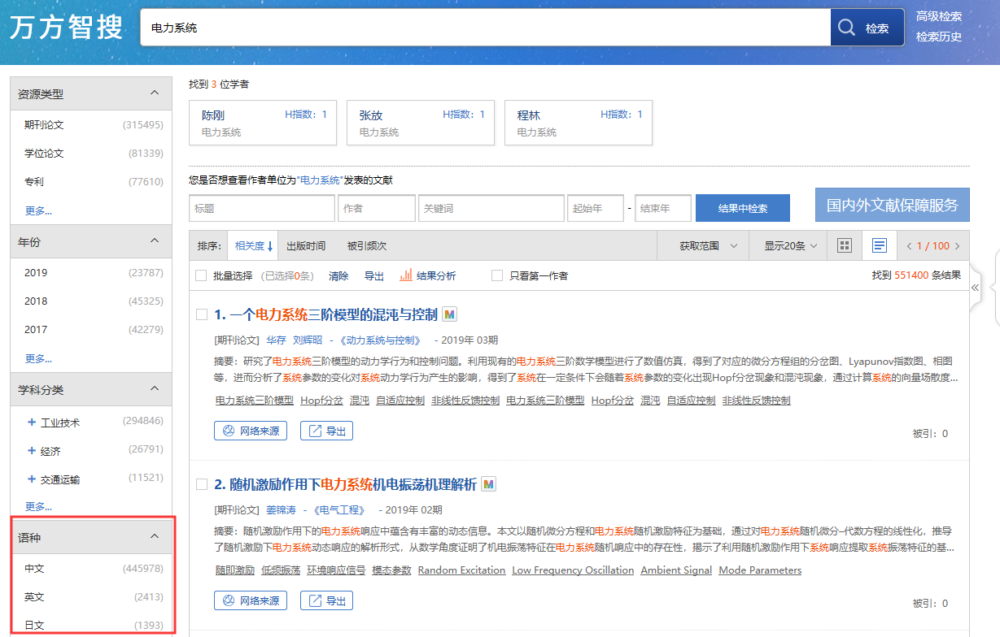 万方智搜
电力系统
检索
高级检索
检索历史
资源类型
期刊论文 (315495)
学位论文 (81339)
专利 (77610)
更多...
年份
2019 (23787)
2018 (45325)
2017 (42279)
更多...
学科分类
+ 工业技术 (294846)
+ 经济 (26791)
+ 交通运输 (11521)
更多...
语种
中文 (445978)
英文 (2413)
日文 (1393)
找到 3 位学者
陈刚 H指数：1
电力系统
张放 H指数：1
电力系统
程林 H指数：1
电力系统
您是否想查看作者单位为"电力系统"发表的文献
标题 作者 关键词 起始年 - 结束年 结果中检索 国内外文献保障服务
排序: 相关度 出版时间 被引频次 获取范围 显示20条 1 / 100
批量选择 (已选择0条) 清除 导出 结果分析 只看第一作者 找到 551400 条结果
1. 一个电力系统三阶模型的混沌与控制 M
[期刊论文] 华存 刘辉昭 - 《动力系统与控制》 - 2019年 03期
摘要：研究了电力系统三阶模型的动力学行为和控制问题。利用现有的电力系统三阶数学模型进行了数值仿真，得到了对应的微分方程组的分岔图、Lyapunov指数图、相图
等，进而分析了系统参数的变化对系统动力学行为产生的影响，得到了系统在一定条件下会随着系统参数的变化出现Hopf分岔现象和混沌现象，通过计算系统的向量场散度...
电力系统三阶模型 Hopf分岔 混沌 自适应控制 非线性反馈控制 电力系统三阶模型 Hopf分岔 混沌 自适应控制 非线性反馈控制
网络来源 导出
被引：0
2. 随机激励作用下电力系统机电振荡机理解析 M
[期刊论文] 姜锦涛 - 《电气工程》 - 2019年 02期
摘要：随机激励作用下的电力系统响应中蕴含有丰富的动态信息。本文以随机微分方程和电力系统随机激励特征为基础，通过对电力系统随机微分-代数方程的线性化，推导
了随机激励下电力系统动态响应的解析形式，从数学角度证明了机电振荡特征在电力系统随机响应中的存在性，揭示了利用随机激励作用下系统响应提取系统振荡特征的基...
随即激励 低频振荡 环境响应信号 模态参数 Random Excitation Low Frequency Oscillation Ambient Signal Mode Parameters
网络来源 导出
被引：0